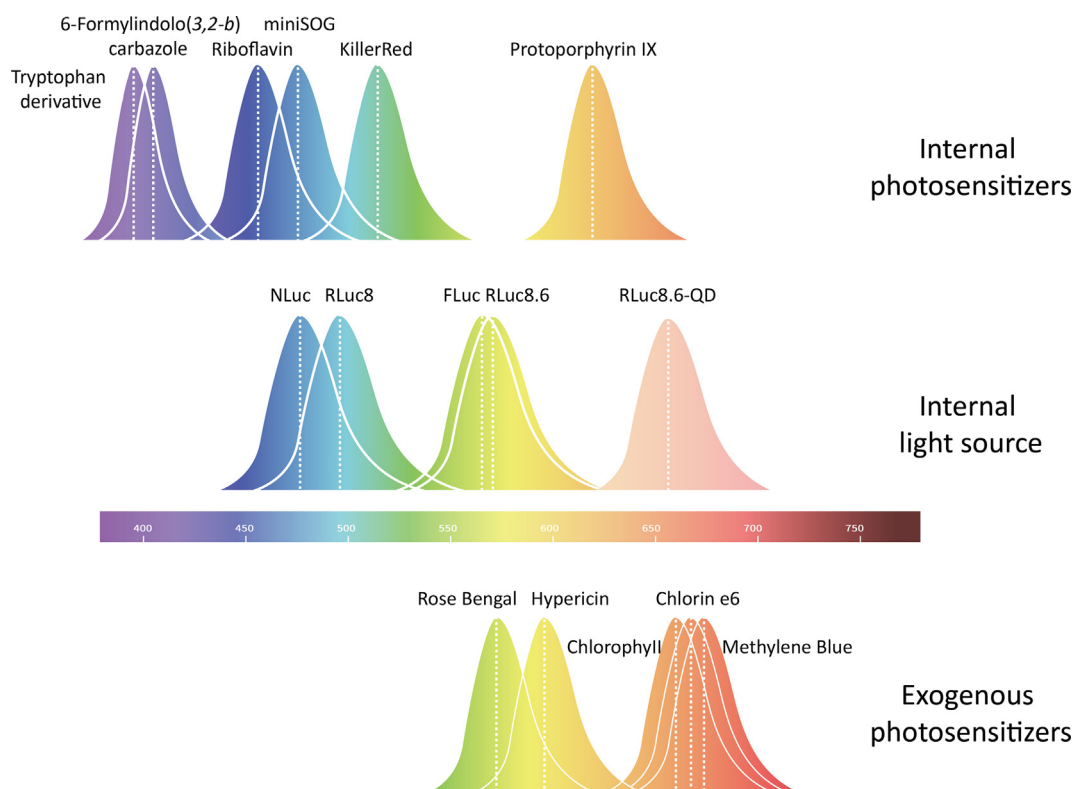 6-Formylindolo(3,2-b)
carbazole
miniSOG
Riboflavin
KillerRed
Protoporphyrin IX
Tryptophan
derivative
Internal
photosensitizers
NLuc
RLuc8
FLuc
RLuc8.6
RLuc8.6-QD
Internal
light source
400 450 500 550 600 650 700 750
Rose Bengal
Hypericin
Chlorin e6
Chlorophyll
Methylene Blue
Exogenous
photosensitizers